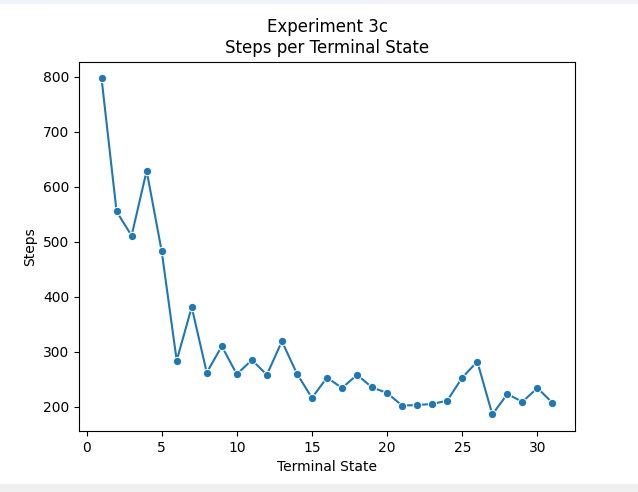 Experiment 3c
Steps per Terminal State
800
700
600
500
400
300
200
Steps
0 5 10 15 20 25 30
Terminal State